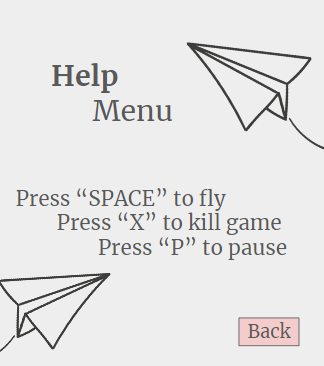 Help
Menu
Press “SPACE” to fly
Press “X” to kill game
Press “P” to pause
Back